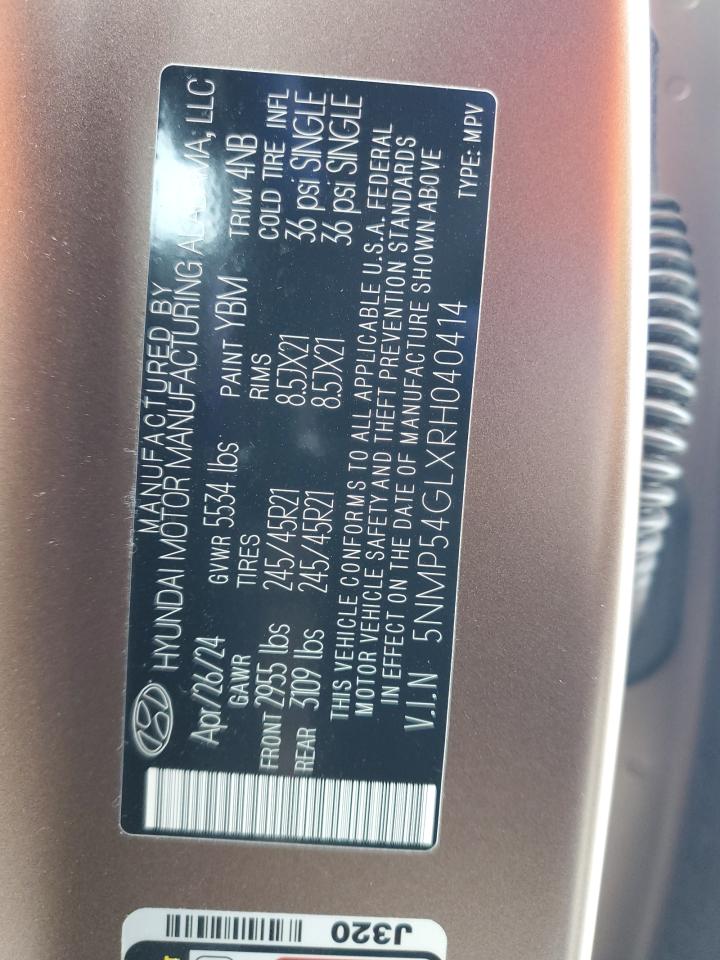 MANUFACTURED BY
HYUNDAI MOTOR MANUFACTURING ALABAMA, LLC
Apr/26/24 GVWR 5534 lbs PAINT YBM TRIM 4NB
GAWR TIRES RIMS COLD TIRE INFL
FRONT 2955 lbs 245/45R21 8.5JX21 36 psi SINGLE
REAR 3109 lbs 245/45R21 8.5JX21 36 psi SINGLE
THIS VEHICLE CONFORMS TO ALL APPLICABLE U.S.A. FEDERAL
MOTOR VEHICLE SAFETY AND THEFT PREVENTION STANDARDS
IN EFFECT ON THE DATE OF MANUFACTURE SHOWN ABOVE
V.I.N 5NMP54GLXRH040414 TYPE: MPV
J320